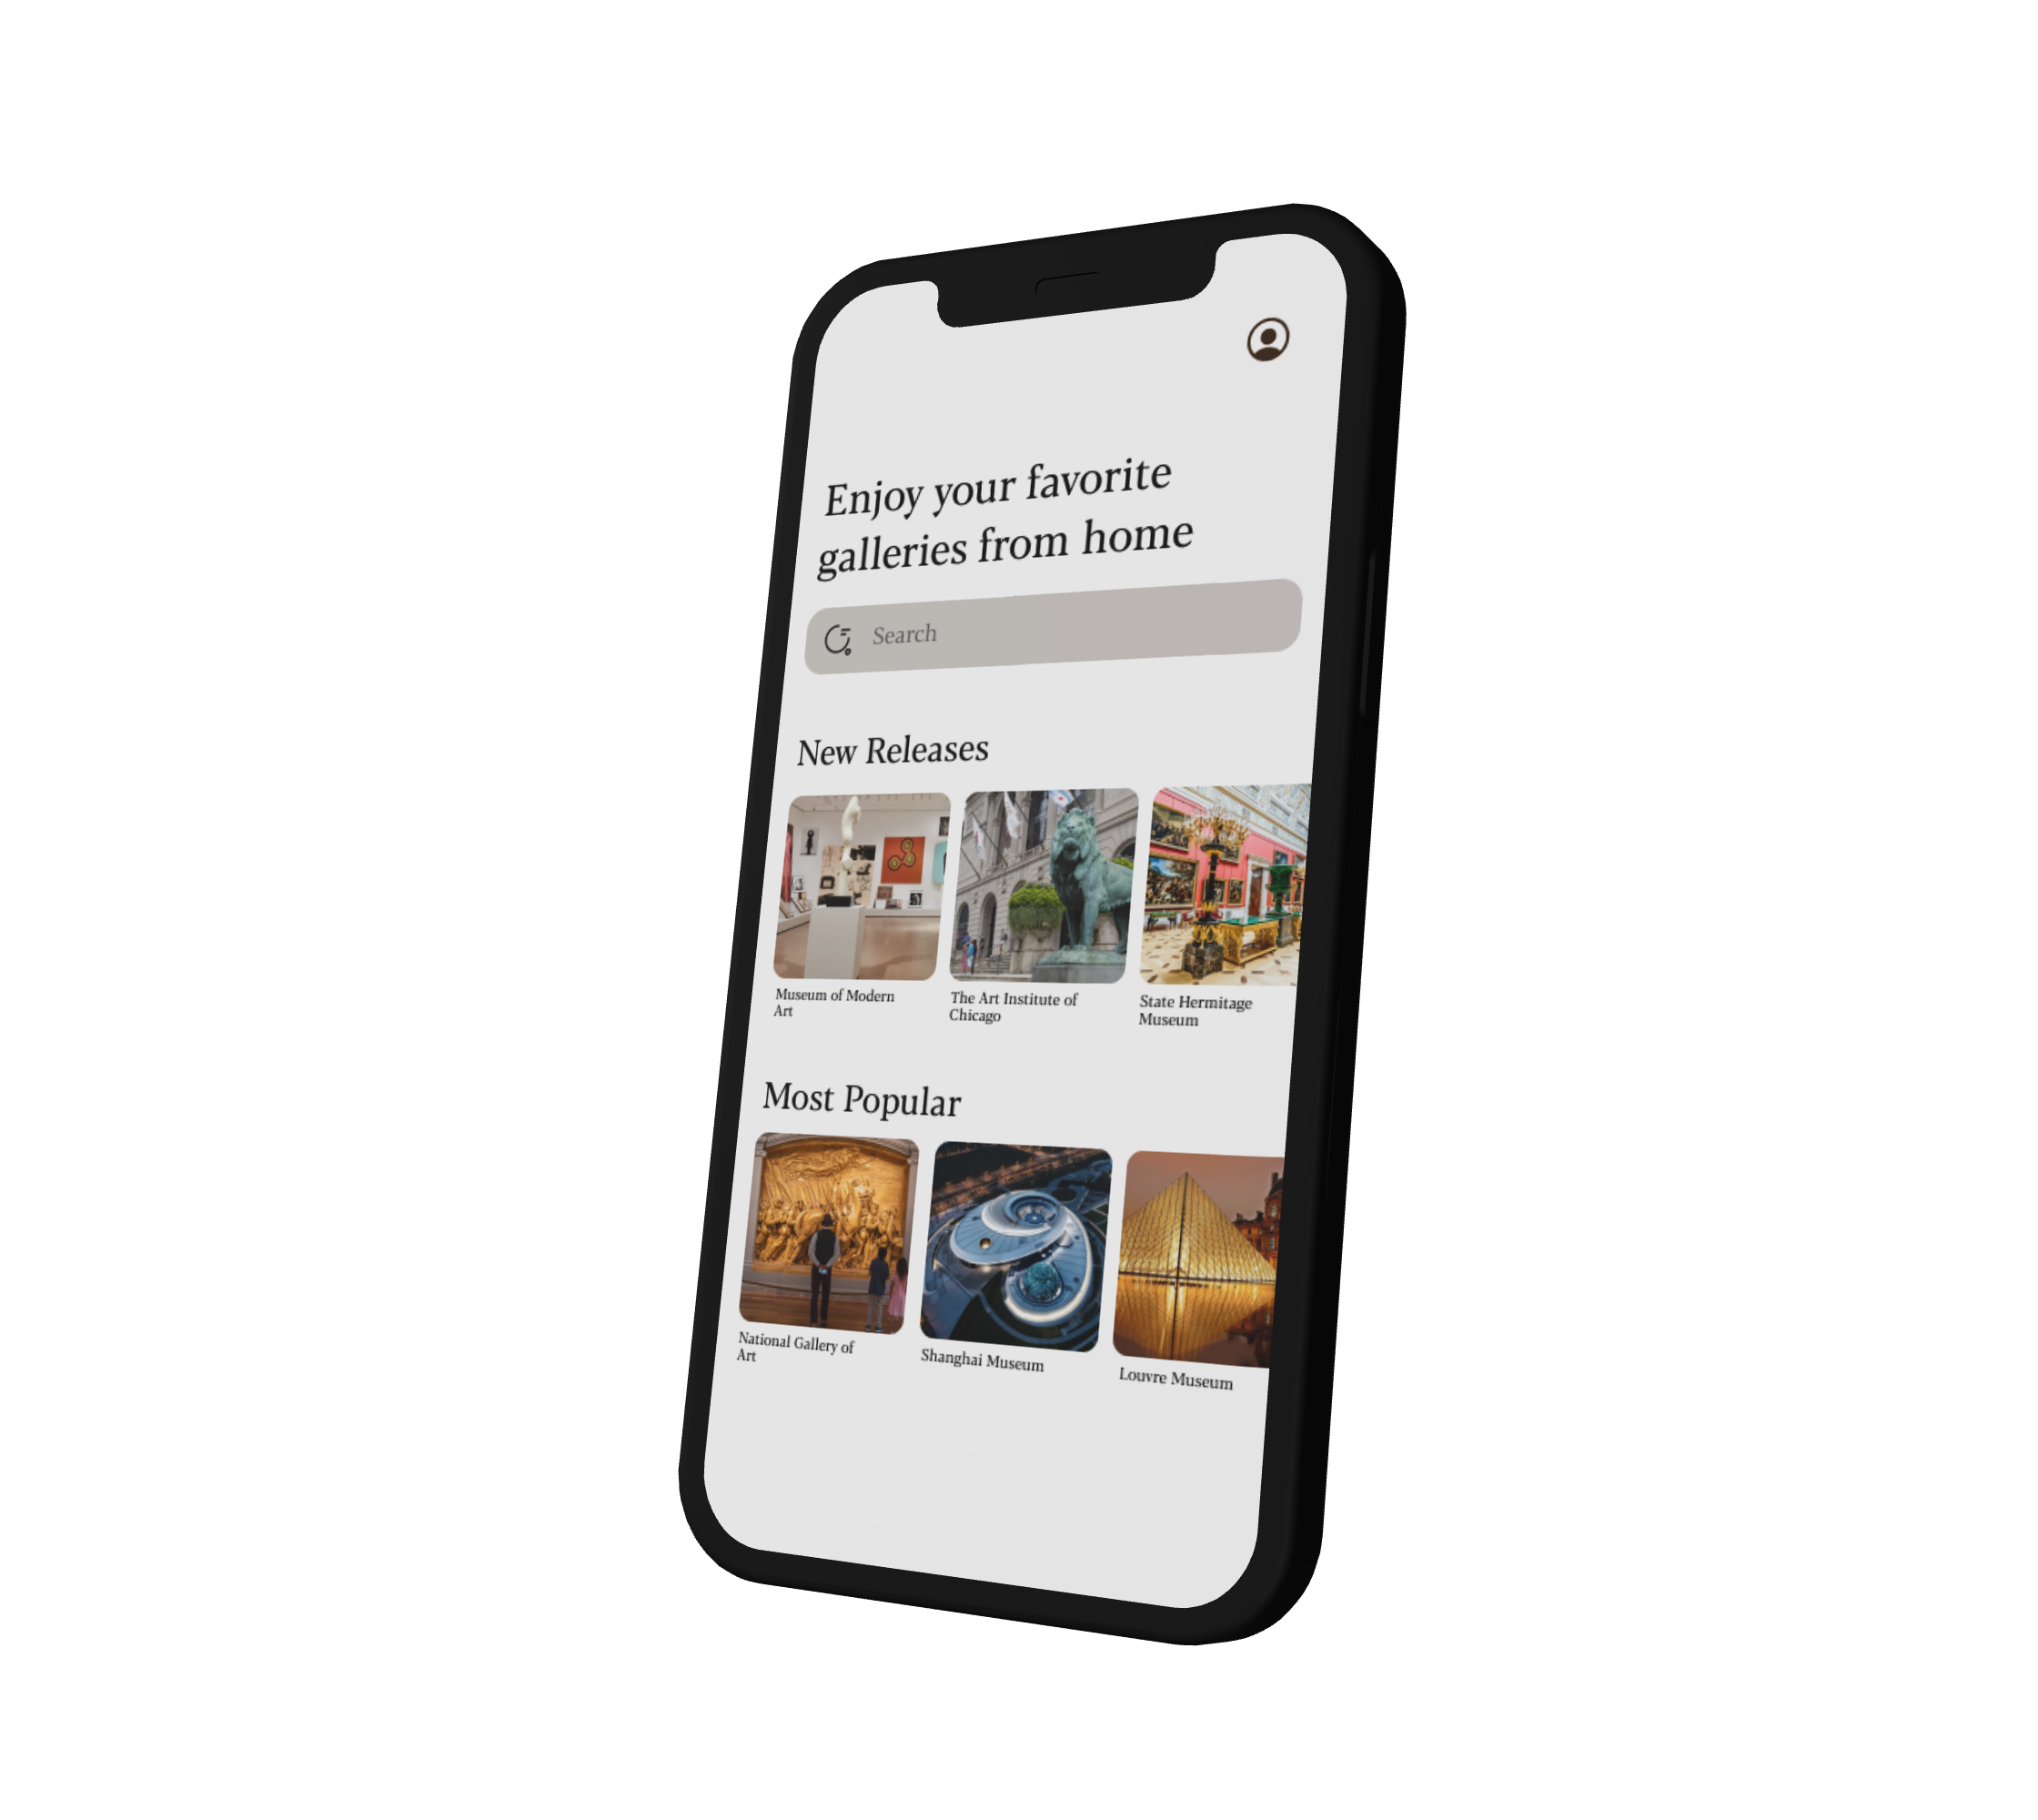 Enjoy your favorite
galleries from home
Search
New Releases
Museum of Modern
Art
The Art Institute of
Chicago
State Hermitage
Museum
Most Popular
National Gallery of
Art
Shanghai Museum
Louvre Museum